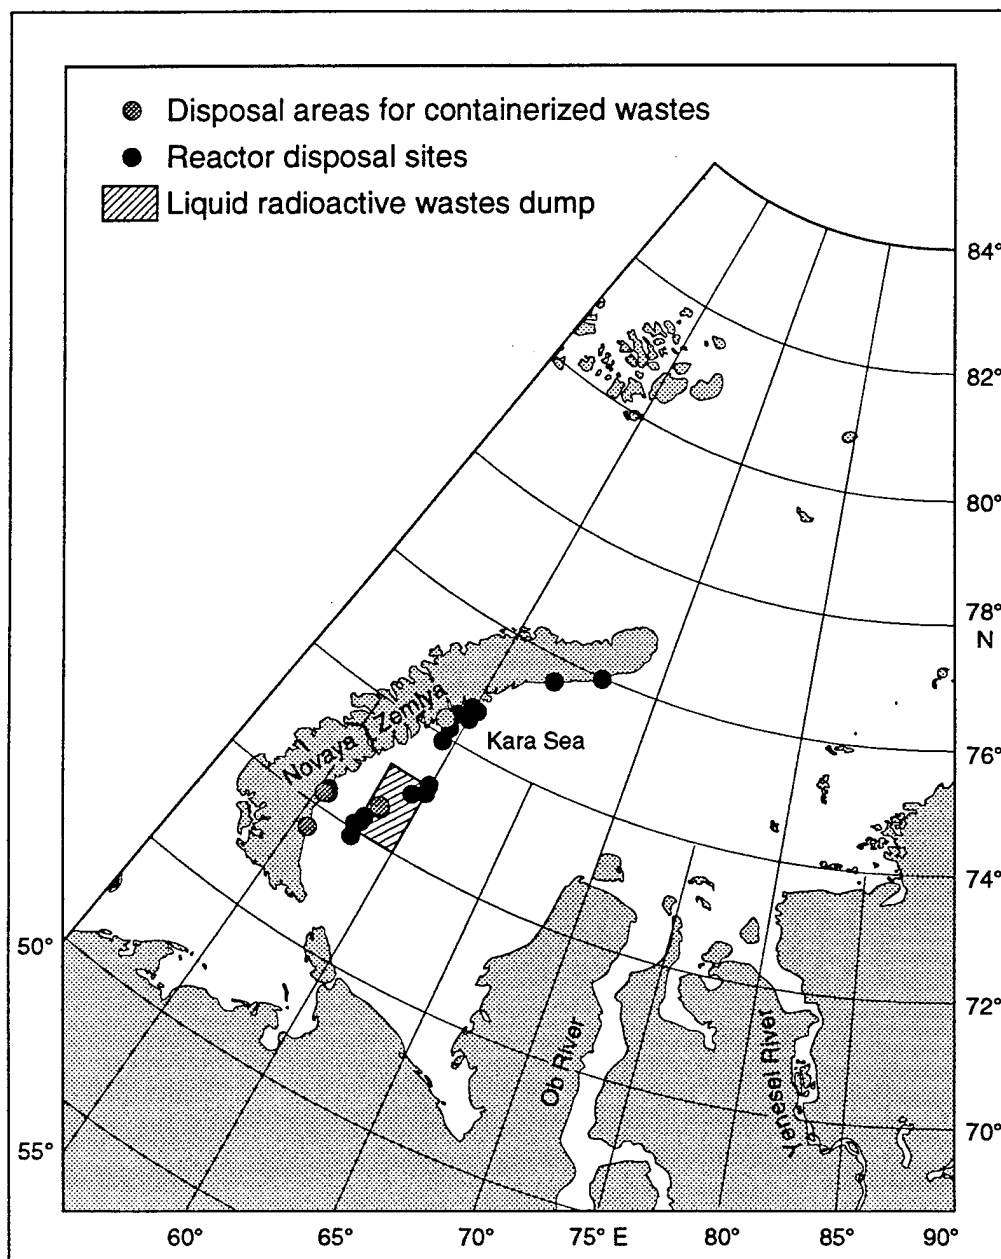 Disposal areas for containerized wastes
Reactor disposal sites
Liquid radioactive wastes dump
84°
82°
80°
78°
N
76°
74°
72°
70°
Novaya Zemlya
Kara Sea
Ob River
Yenesei River
50°
55°
60°
65°
70°
75° E
80°
85°
90°